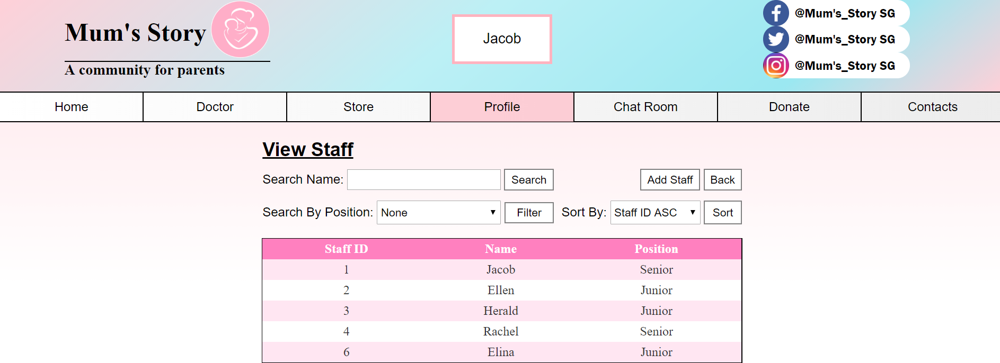 Mum's Story
A community for parents
Jacob
@Mum's_Story SG
@Mum's_Story SG
@Mum's_Story SG
Home Doctor Store Profile Chat Room Donate Contacts
View Staff
Search Name: Search Add Staff Back
Search By Position: None Filter Sort By: Staff ID ASC Sort
Staff ID Name Position
1 Jacob Senior
2 Ellen Junior
3 Herald Junior
4 Rachel Senior
6 Elina Junior